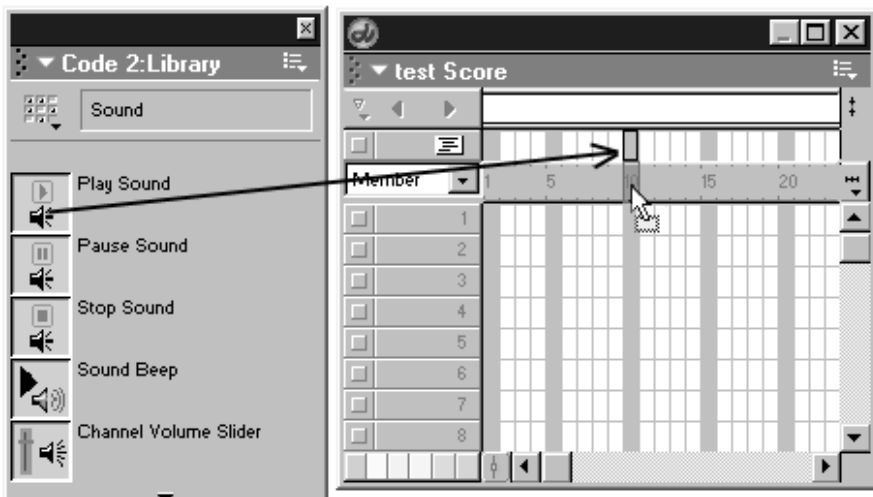 Code 2:Library
Sound
Play Sound
Pause Sound
Stop Sound
Sound Beep
Channel Volume Slider
test Score
Member
1 5 10 15 20
1
2
3
4
5
6
7
8